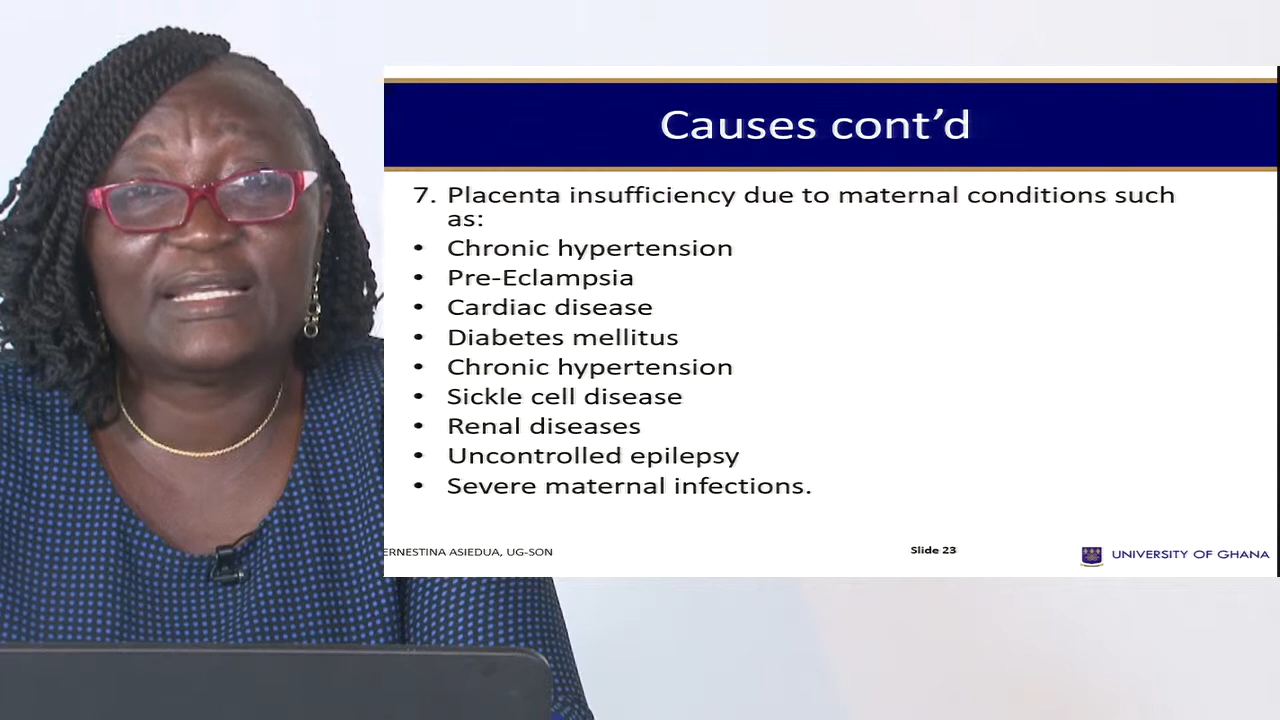 Causes cont’d
7. Placenta insufficiency due to maternal conditions such
as:
• Chronic hypertension
• Pre-Eclampsia
• Cardiac disease
• Diabetes mellitus
• Chronic hypertension
• Sickle cell disease
• Renal diseases
• Uncontrolled epilepsy
• Severe maternal infections.
ERNESTINA ASIEDUA, UG-SON
Slide 23
UNIVERSITY OF GHANA